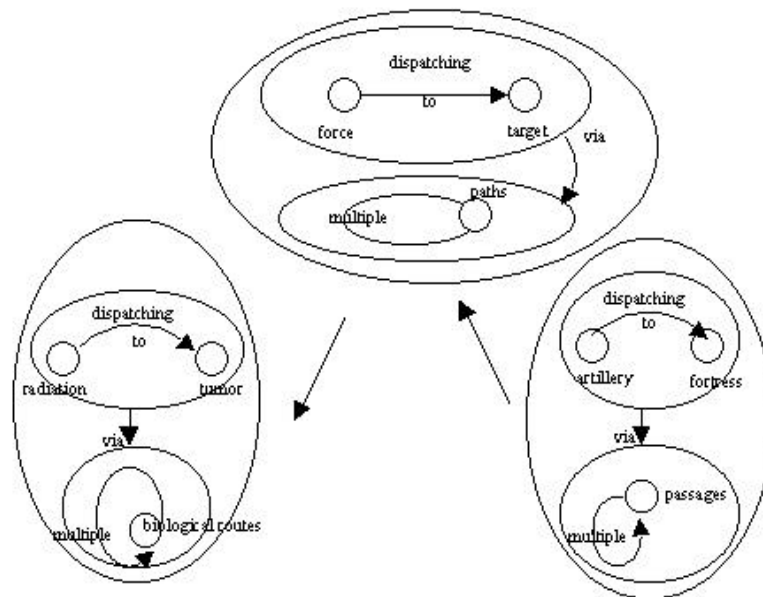 dispatching
to
force
target
via
paths
multiple
dispatching
to
radiation
tumor
via
biological routes
multiple
dispatching
to
artillery
fortress
via
passages
multiple